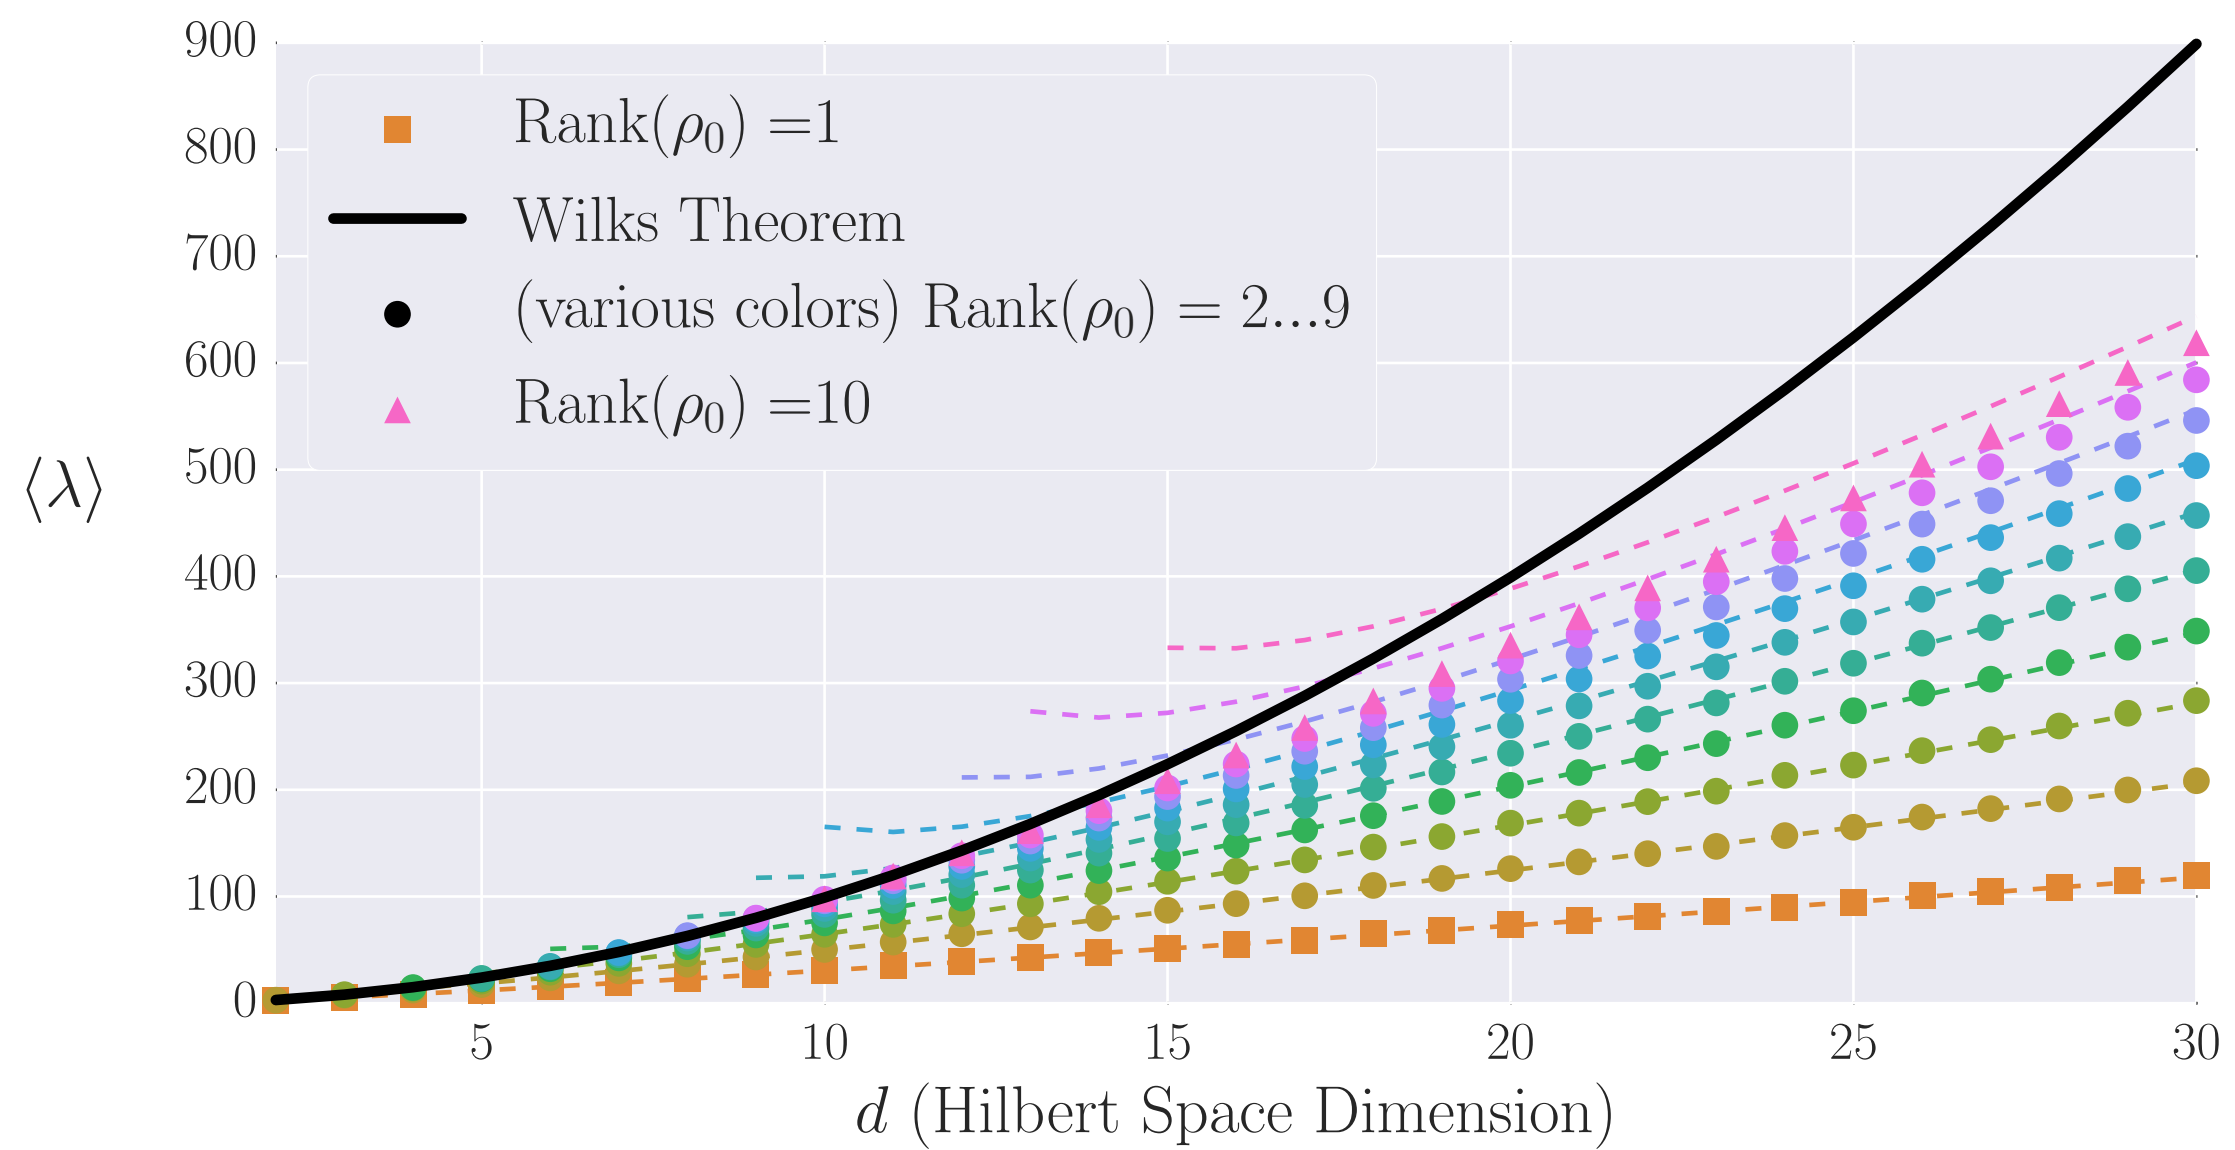 900
800
700
600
500
400
300
200
100
0
⟨λ⟩
Rank(ρ₀) =1
Wilks Theorem
(various colors) Rank(ρ₀) = 2...9
Rank(ρ₀) =10
5 10 15 20 25 30
d (Hilbert Space Dimension)